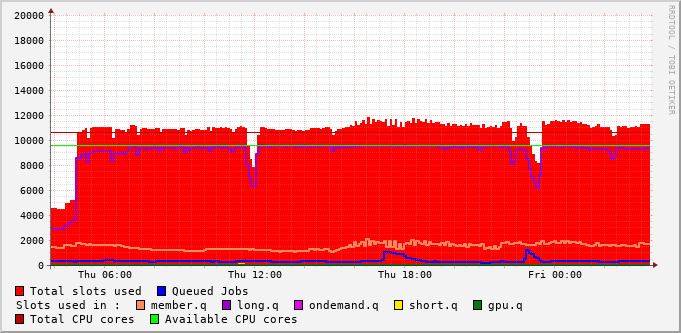 20000
18000
16000
14000
12000
10000
8000
6000
4000
2000
0
Thu 06:00 Thu 12:00 Thu 18:00 Fri 00:00
Total slots used Queued Jobs
Slots used in : member.q long.q ondemand.q short.q gpu.q
Total CPU cores Available CPU cores
RRDTOOL / TOBI OETIKER